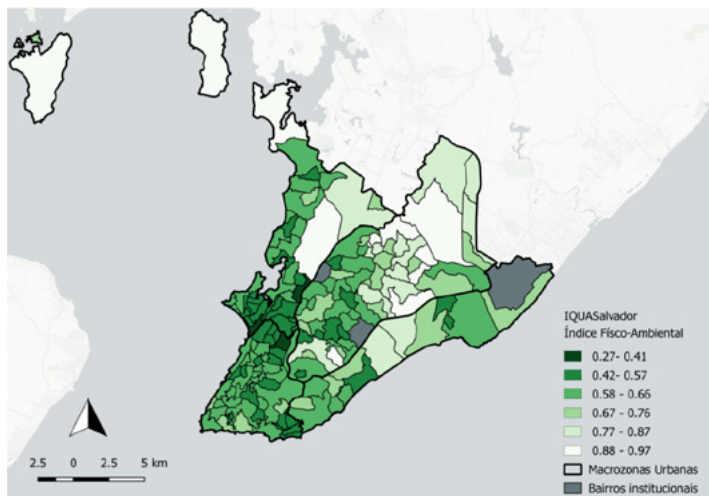 IQUASalvador
Índice Físco-Ambiental
0.27- 0.41
0.42- 0.57
0.58 - 0.66
0.67 - 0.76
0.77 - 0.87
0.88 - 0.97
Macrozonas Urbanas
Bairros institucionais
2.5 0 2.5 5 km